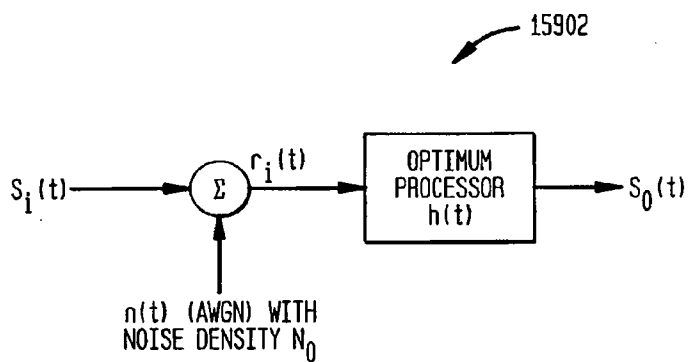 15902
r_i(t)
S_i(t)
Σ
OPTIMUM
PROCESSOR
h(t)
S_0(t)
n(t) (AWGN) WITH
NOISE DENSITY N_0